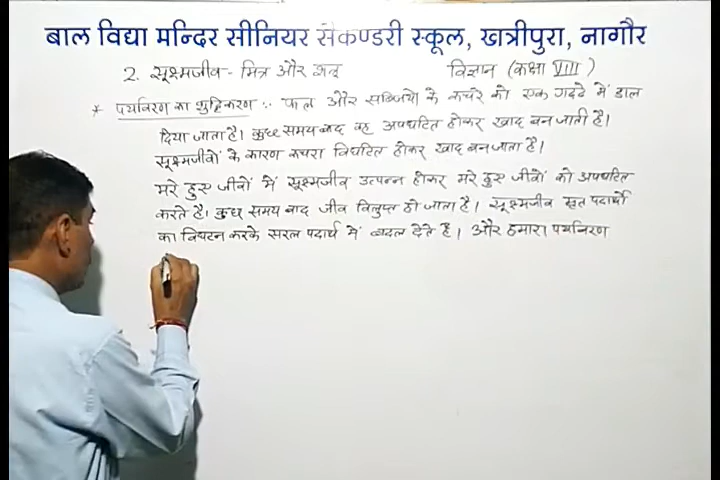 बाल विद्या मन्दिर सीनियर सैकण्डरी स्कूल, खत्रीपुरा, नागौर
2. सूक्ष्मजीव - मित्र और शत्रु विज्ञान (कक्षा VIII)
* पर्यावरण का शुद्धिकरण :- फल और सब्जियों के कचरे को एक गड्ढे में डाल
दिया जाता है। कुछ समय बाद वह अपघटित होकर खाद बन जाती है।
सूक्ष्मजीवों के कारण कचरा विघटित होकर खाद बन जाता है।
मरे हुए जीवों में सूक्ष्मजीव उत्पन्न होकर मरे हुए जीवों को अपघटित
करते है। कुछ समय बाद जीव विलुप्त हो जाता है। सूक्ष्मजीव मृत पदार्थो
का विघटन करके सरल पदार्थ में बदल देते है। और हमारा पर्यावरण